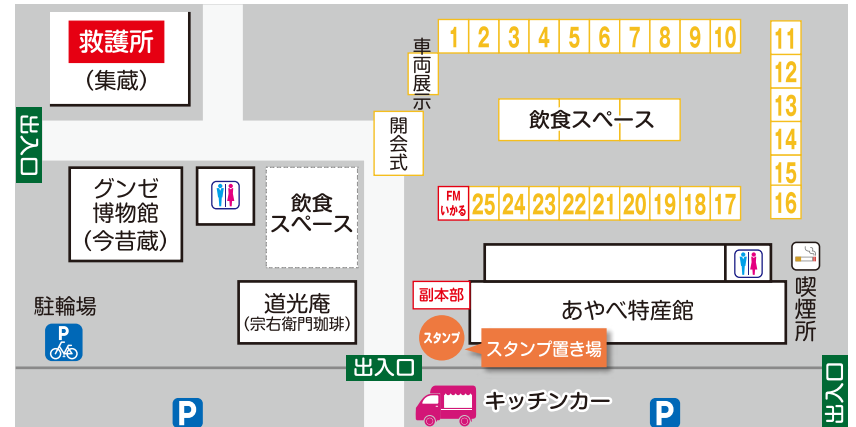 救護所
(集蔵)
出入口
車両展示
開会式
1 2 3 4 5 6 7 8 9 10
11
12
13
14
15
16
飲食スペース
FM
いかる
25 24 23 22 21 20 19 18 17
グンゼ
博物館
(今昔蔵)
飲食
スペース
道光庵
(宗右衛門珈琲)
駐輪場
P
副本部
あやべ特産館
喫煙所
スタンプ
スタンプ置き場
出入口
出入口
P
キッチンカー
P